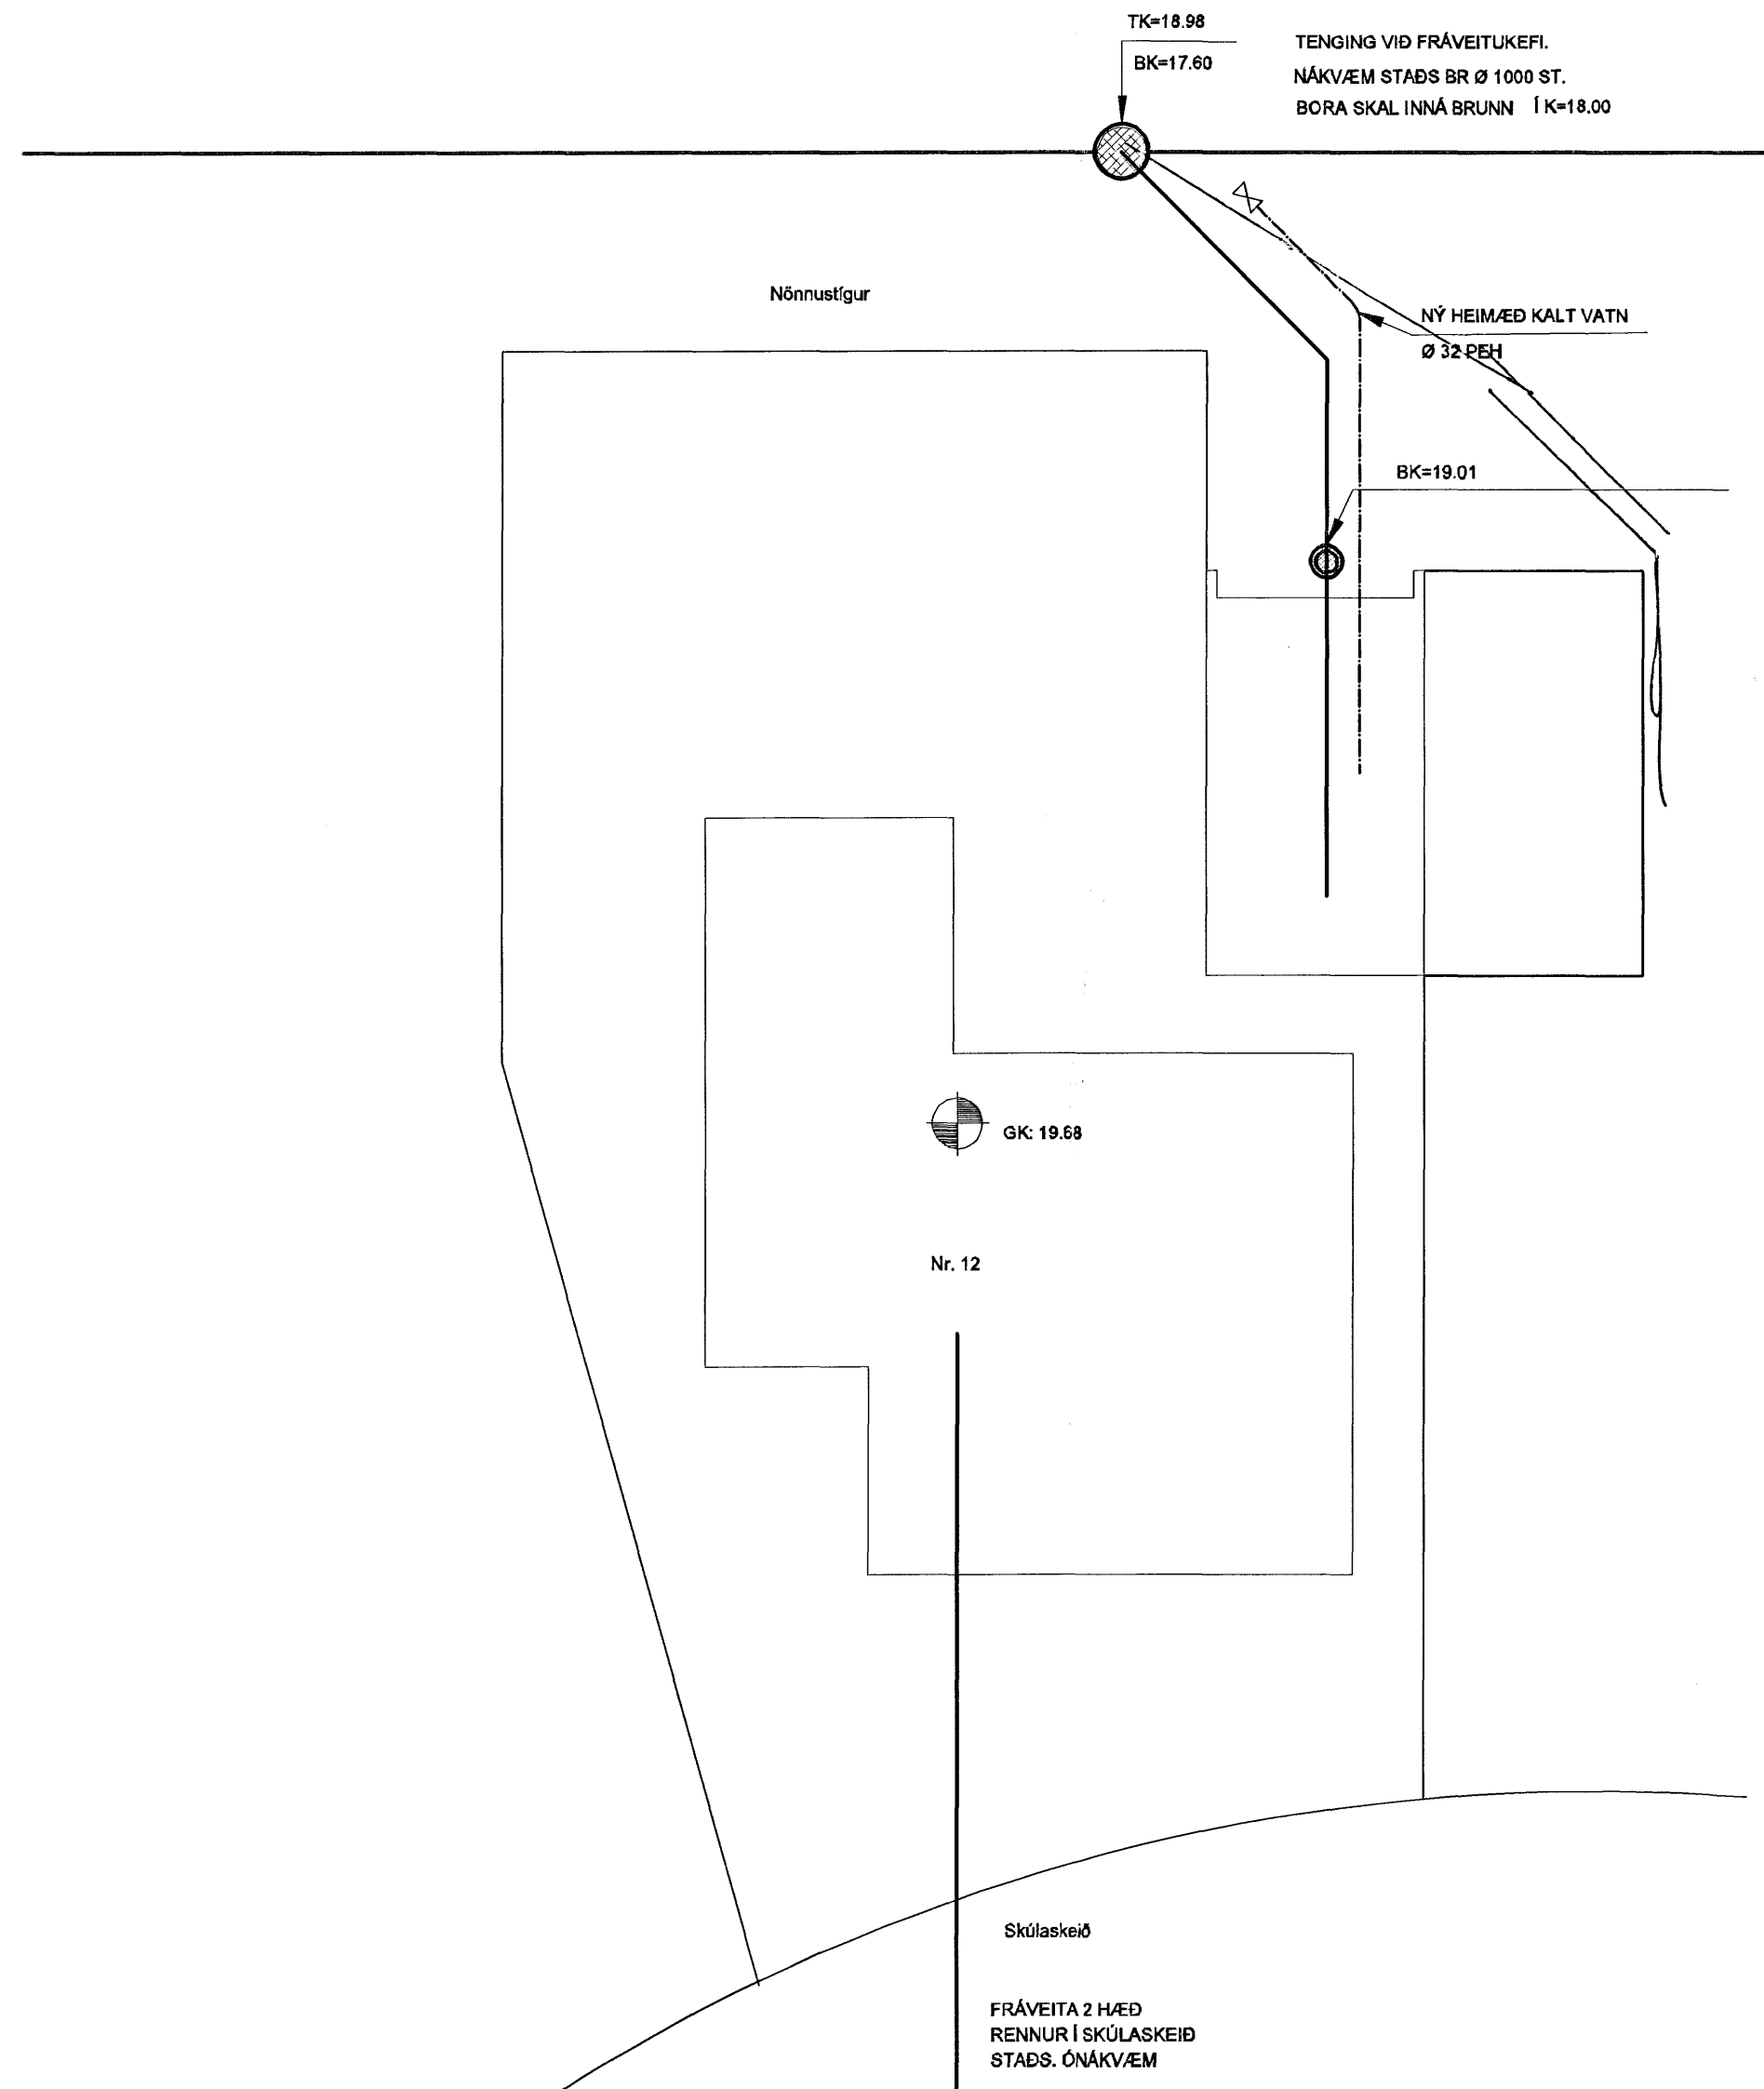 TK=18.98
BK=17.60
TENGING VIÐ FRÁVEITUKEFI.
NÁKVÆM STAÐS BR Ø 1000 ST.
BORA SKAL INNÁ BRUNN Í K=18.00
Nönnustígur
NÝ HEIMÆÐ KALT VATN
Ø 32 PEH
BK=19.01
GK: 19.68
Nr. 12
Skúlaskeið
FRÁVEITA 2 HÆÐ
RENNUR Í SKÚLASKEIÐ
STAÐS. ÓNÁKVÆM